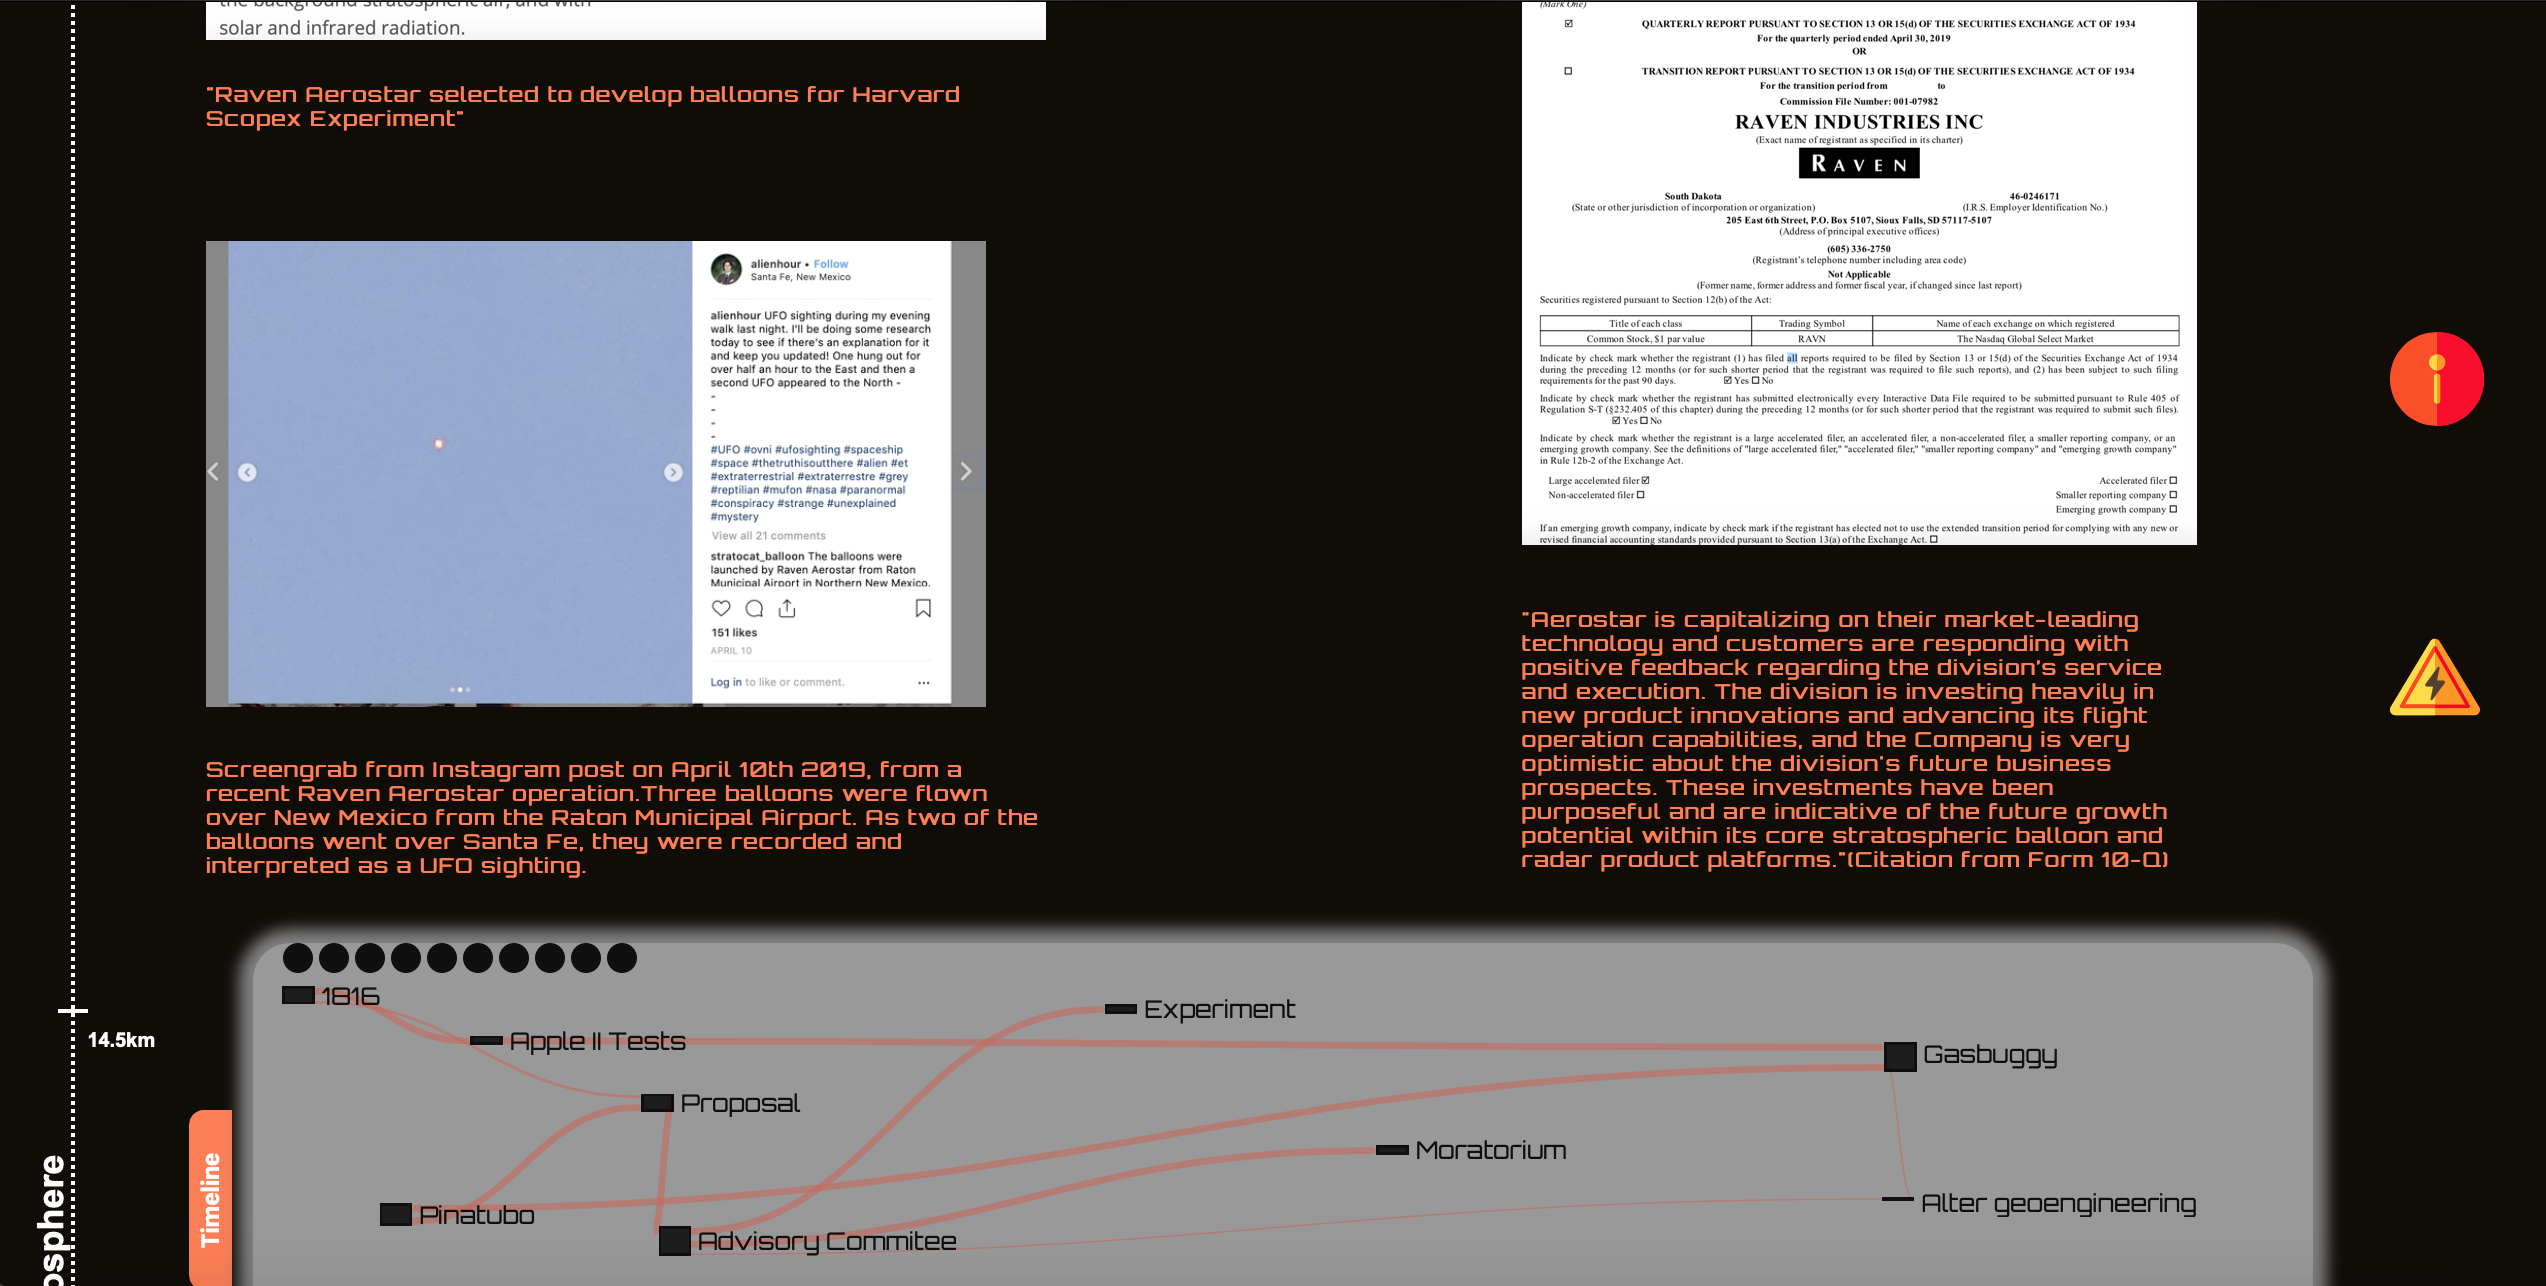 the background stratospheric air, and with
solar and infrared radiation.
"Raven Aerostar selected to develop balloons for Harvard
Scopex Experiment"
alienhour • Follow
Santa Fe, New Mexico
alienhour UFO sighting during my evening
walk last night. I'll be doing some research
today to see if there's an explanation for it
and keep you updated! One hung out for
over half an hour to the East and then a
second UFO appeared to the North -
-
-
-
-
#UFO #ovni #ufosighting #spaceship
#space #thetruthisoutthere #alien #et
#extraterrestrial #extraterrestre #grey
#reptilian #mufon #nasa #paranormal
#conspiracy #strange #unexplained
#mystery
View all 21 comments
stratocat_balloon The balloons were
launched by Raven Aerostar from Raton
Municipal Airport in Northern New Mexico.
151 likes
APRIL 10
Log in to like or comment.
Screengrab from Instagram post on April 10th 2019, from a
recent Raven Aerostar operation.Three balloons were flown
over New Mexico from the Raton Municipal Airport. As two of the
balloons went over Santa Fe, they were recorded and
interpreted as a UFO sighting.
(Mark One)
QUARTERLY REPORT PURSUANT TO SECTION 13 OR 15(d) OF THE SECURITIES EXCHANGE ACT OF 1934
For the quarterly period ended April 30, 2019
OR
TRANSITION REPORT PURSUANT TO SECTION 13 OR 15(d) OF THE SECURITIES EXCHANGE ACT OF 1934
For the transition period from to
Commission File Number: 001-07982
RAVEN INDUSTRIES INC
(Exact name of registrant as specified in its charter)
RAVEN
South Dakota 46-0246171
(State or other jurisdiction of incorporation or organization) (I.R.S. Employer Identification No.)
205 East 6th Street, P.O. Box 5107, Sioux Falls, SD 57117-5107
(Address of principal executive offices)
(605) 336-2750
(Registrant's telephone number including area code)
Not Applicable
(Former name, former address and former fiscal year, if changed since last report)
Securities registered pursuant to Section 12(b) of the Act:
Title of each class Trading Symbol Name of each exchange on which registered
Common Stock, $1 par value RAVN The Nasdaq Global Select Market
Indicate by check mark whether the registrant (1) has filed all reports required to be filed by Section 13 or 15(d) of the Securities Exchange Act of 1934
during the preceding 12 months (or for such shorter period that the registrant was required to file such reports), and (2) has been subject to such filing
requirements for the past 90 days. ☑ Yes ☐ No
Indicate by check mark whether the registrant has submitted electronically every Interactive Data File required to be submitted pursuant to Rule 405 of
Regulation S-T (§232.405 of this chapter) during the preceding 12 months (or for such shorter period that the registrant was required to submit such files).
☑ Yes ☐ No
Indicate by check mark whether the registrant is a large accelerated filer, an accelerated filer, a non-accelerated filer, a smaller reporting company, or an
emerging growth company. See the definitions of "large accelerated filer," "accelerated filer," "smaller reporting company" and "emerging growth company"
in Rule 12b-2 of the Exchange Act.
Large accelerated filer ☑ Accelerated filer ☐
Non-accelerated filer ☐ Smaller reporting company ☐
Emerging growth company ☐
If an emerging growth company, indicate by check mark if the registrant has elected not to use the extended transition period for complying with any new or
revised financial accounting standards provided pursuant to Section 13(a) of the Exchange Act. ☐
"Aerostar is capitalizing on their market-leading
technology and customers are responding with
positive feedback regarding the division's service
and execution. The division is investing heavily in
new product innovations and advancing its flight
operation capabilities, and the Company is very
optimistic about the division's future business
prospects. These investments have been
purposeful and are indicative of the future growth
potential within its core stratospheric balloon and
radar product platforms."(Citation from Form 10-Q)
14.5km
osphere
Timeline
1816
Apple II Tests
Proposal
Pinatubo
Advisory Commitee
Experiment
Moratorium
Gasbuggy
Alter geoengineering